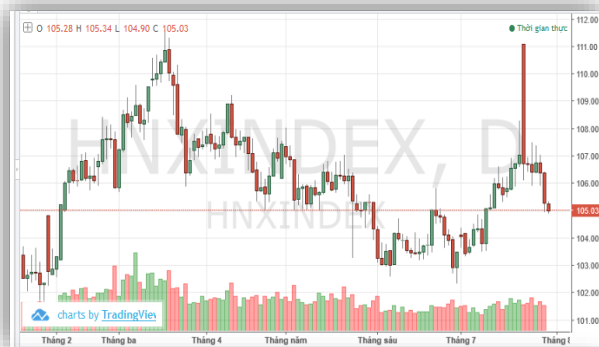 O 105.28 H 105.34 L 104.90 C 105.03
Thời gian thực
HNXINDEX, D
HNXINDEX
112.00
111.00
110.00
109.00
108.00
107.00
106.00
105.03
104.00
103.00
102.00
101.00
charts by TradingView
Tháng 2 Tháng ba Tháng 4 Tháng năm Tháng sáu Tháng 7 Tháng 8